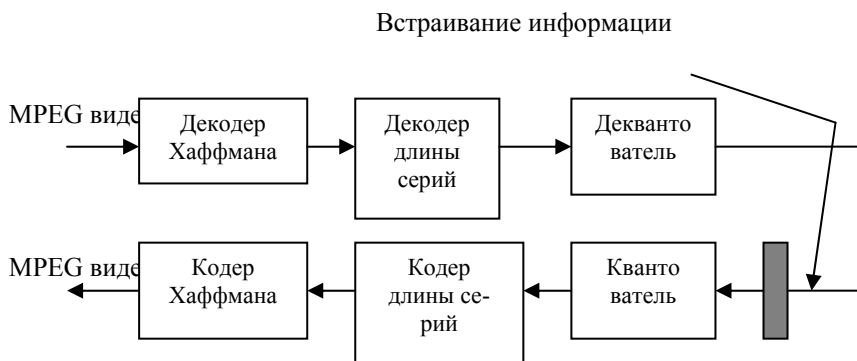 Встраивание информации
MPEG виде
Декодер
Хаффмана
Декодер
длины
серий
Декванто
ватель
MPEG виде
Кодер
Хаффмана
Кодер
длины се-
рий
Кванто
ватель